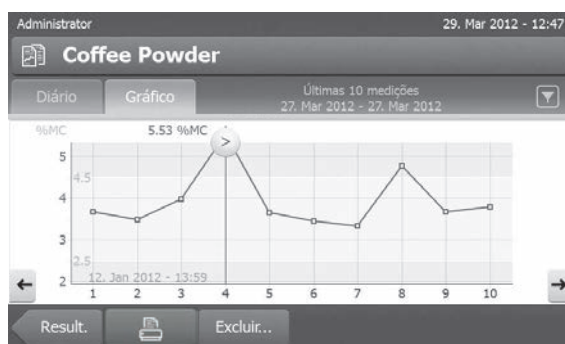 Administrator 29. Mar 2012 - 12:47
Coffee Powder
Diário Gráfico Últimas 10 medições
27. Mar 2012 - 27. Mar 2012
%MC 5.53 %MC >
5
4.5
4
3
2.5
2 12. Jan 2012 - 13:59
1 2 3 4 5 6 7 8 9 10
Result. Excluir...